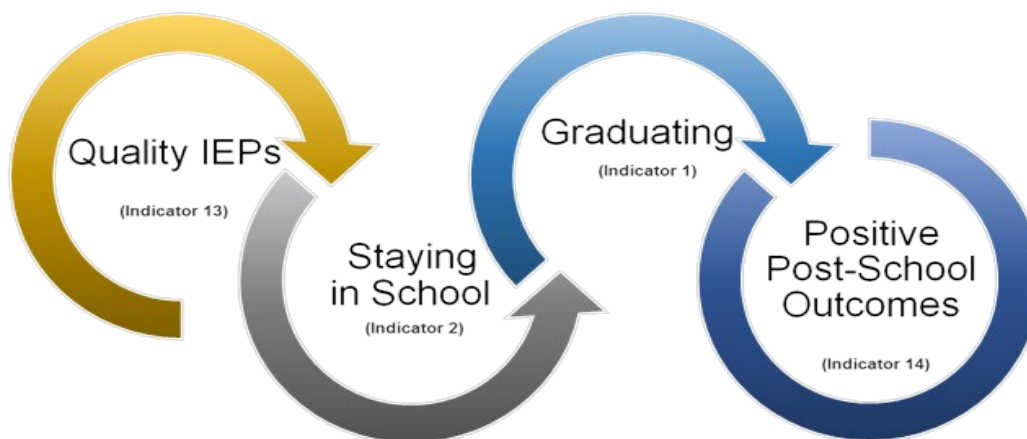 Quality IEPs
(Indicator 13)
Staying
in School
(Indicator 2)
Graduating
(Indicator 1)
Positive
Post-School
Outcomes
(Indicator 14)